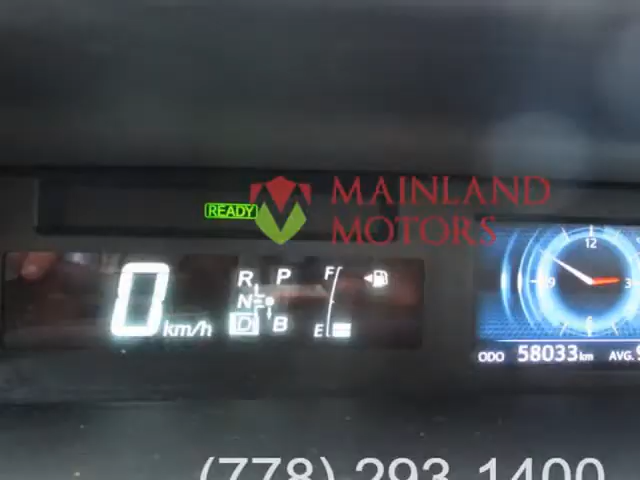 MAINLAND
MOTORS
READY
0 km/h
R P
N
D B
F
E
12
3
6
9
ODO 58033 km AVG.
(778) 293-1400